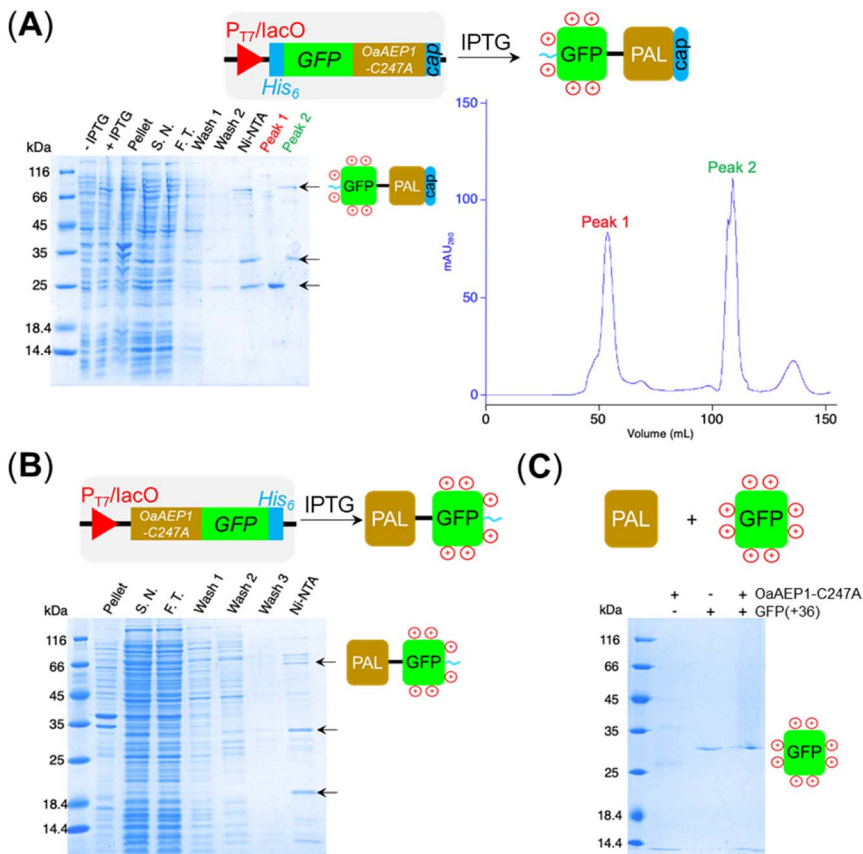 (A)
P_T7/lacO
GFP
OaAEP1
-C247A
cap
His₆
IPTG
GFP
PAL
cap
kDa
- IPTG
+ IPTG
Pellet
S. N.
F. T.
Wash 1
Wash 2
Ni-NTA
Peak 1
Peak 2
116
66
45
35
25
18.4
14.4
GFP
PAL
cap
150
100
50
0
mAU₂₈₀
Peak 1
Peak 2
0
50
100
150
Volume (mL)
(B)
P_T7/lacO
OaAEP1
-C247A
GFP
His₆
IPTG
PAL
GFP
kDa
Pellet
S. N.
F. T.
Wash 1
Wash 2
Wash 3
Ni-NTA
116
66
45
35
25
18.4
14.4
PAL
GFP
(C)
PAL
+
GFP
+ - + OaAEP1-C247A
- + + GFP(+36)
kDa
116
66
45
35
25
18.4
14.4
GFP